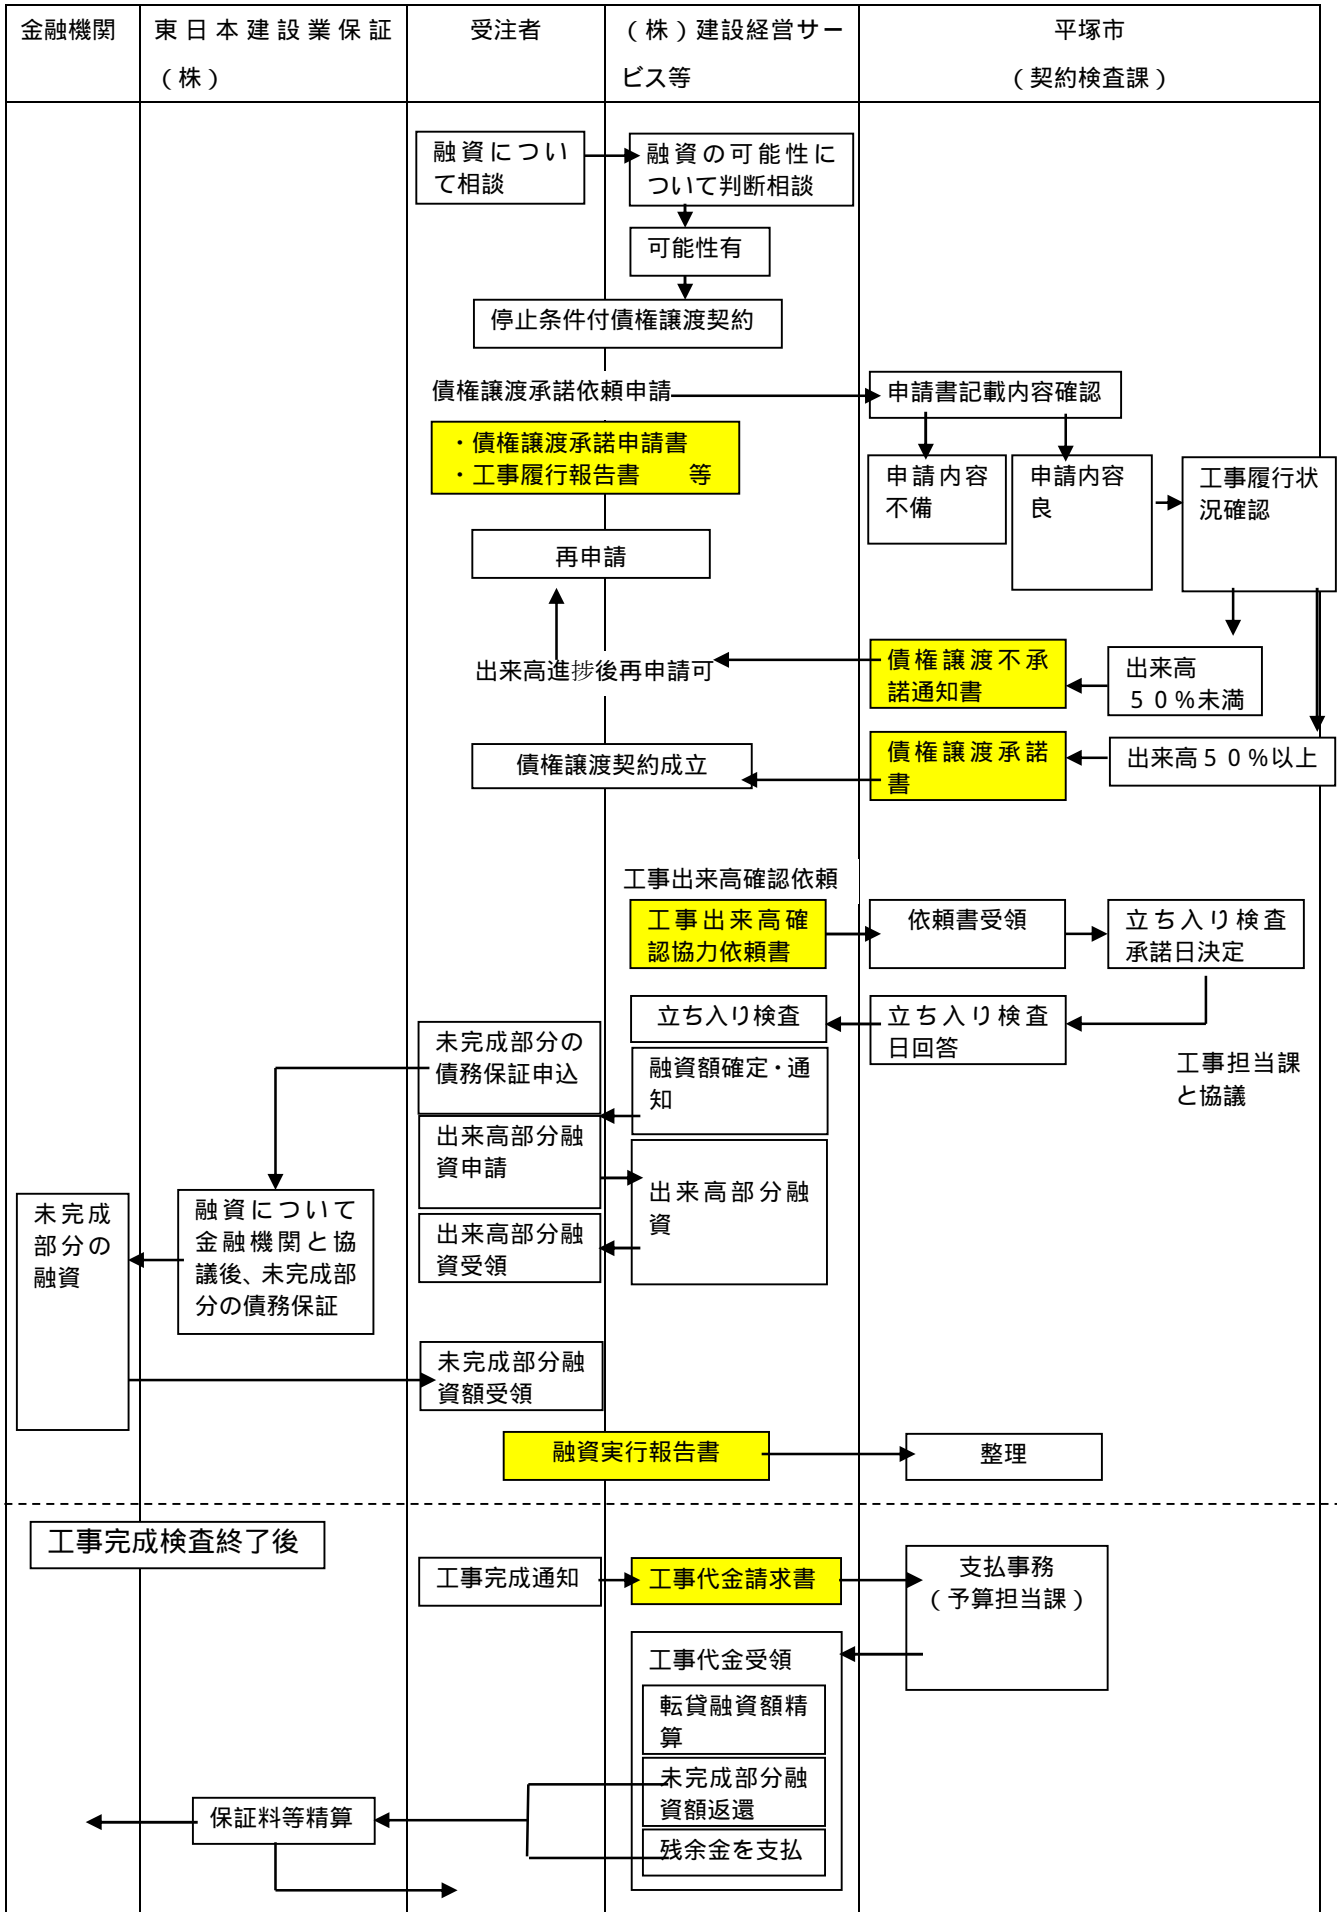 金融機関
東日本建設業保証
（株）
受注者
（株）建設経営サー
ビス等
平塚市
（契約検査課）
融資につい
て相談
融資の可能性に
ついて判断相談
可能性有
停止条件付債権譲渡契約
債権譲渡承諾依頼申請
申請書記載内容確認
・債権譲渡承諾申請書
・工事履行報告書　　等
申請内容
不備
申請内容
良
工事履行状
況確認
再申請
出来高進捗後再申請可
債権譲渡不承
諾通知書
出来高
５０％未満
債権譲渡契約成立
債権譲渡承諾
書
出来高５０％以上
工事出来高確認依頼
工事出来高確
認協力依頼書
依頼書受領
立ち入り検査
承諾日決定
立ち入り検査
立ち入り検査
日回答
工事担当課
と協議
未完成部分の
債務保証申込
融資額確定・通
知
出来高部分融
資申請
出来高部分融
資
出来高部分融
資受領
未完成
部分の
融資
融資について
金融機関と協
議後、未完成部
分の債務保証
未完成部分融
資額受領
融資実行報告書
整理
工事完成検査終了後
工事完成通知
工事代金請求書
支払事務
（予算担当課）
工事代金受領
転貸融資額精
算
未完成部分融
資額返還
残余金を支払
保証料等精算